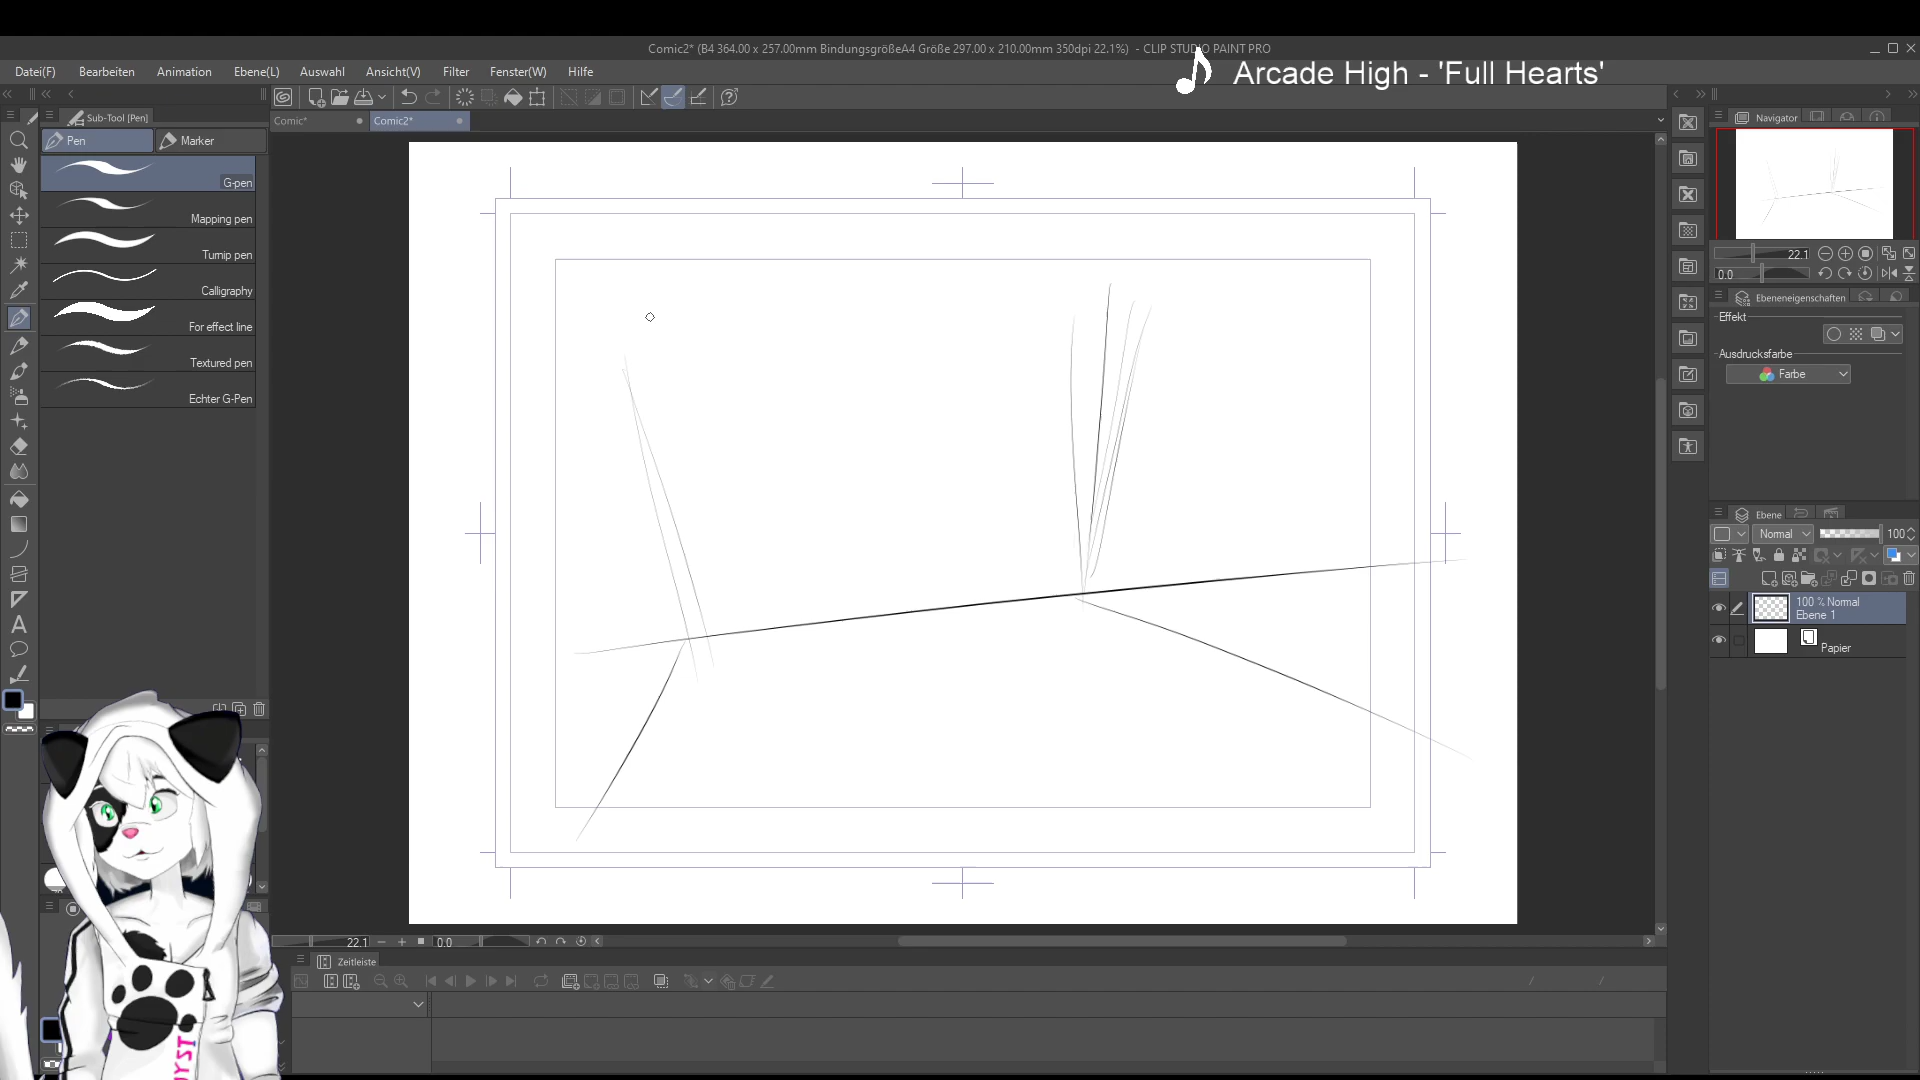 Comic2* (B4 364.00 x 257.00mm BindungsgrößeA4 Größe 297.00 x 210.00mm 350dpi 22.1%) - CLIP STUDIO PAINT PRO
Datei(F) Bearbeiten Animation Ebene(L) Auswahl Ansicht(V) Filter Fenster(W) Hilfe
Arcade High - 'Full Hearts'
Sub-Tool [Pen]
Comic* Comic2*
Navigator
Pen Marker
G-pen
Mapping pen
Turnip pen
Calligraphy
For effect line
Textured pen
Echter G-Pen
22.1
0.0
Ebeneneigenschaften
Effekt
Ausdrucksfarbe
Farbe
Ebene
Normal 100
100 % Normal
Ebene 1
Papier
22.1 0.0
Zeitleiste